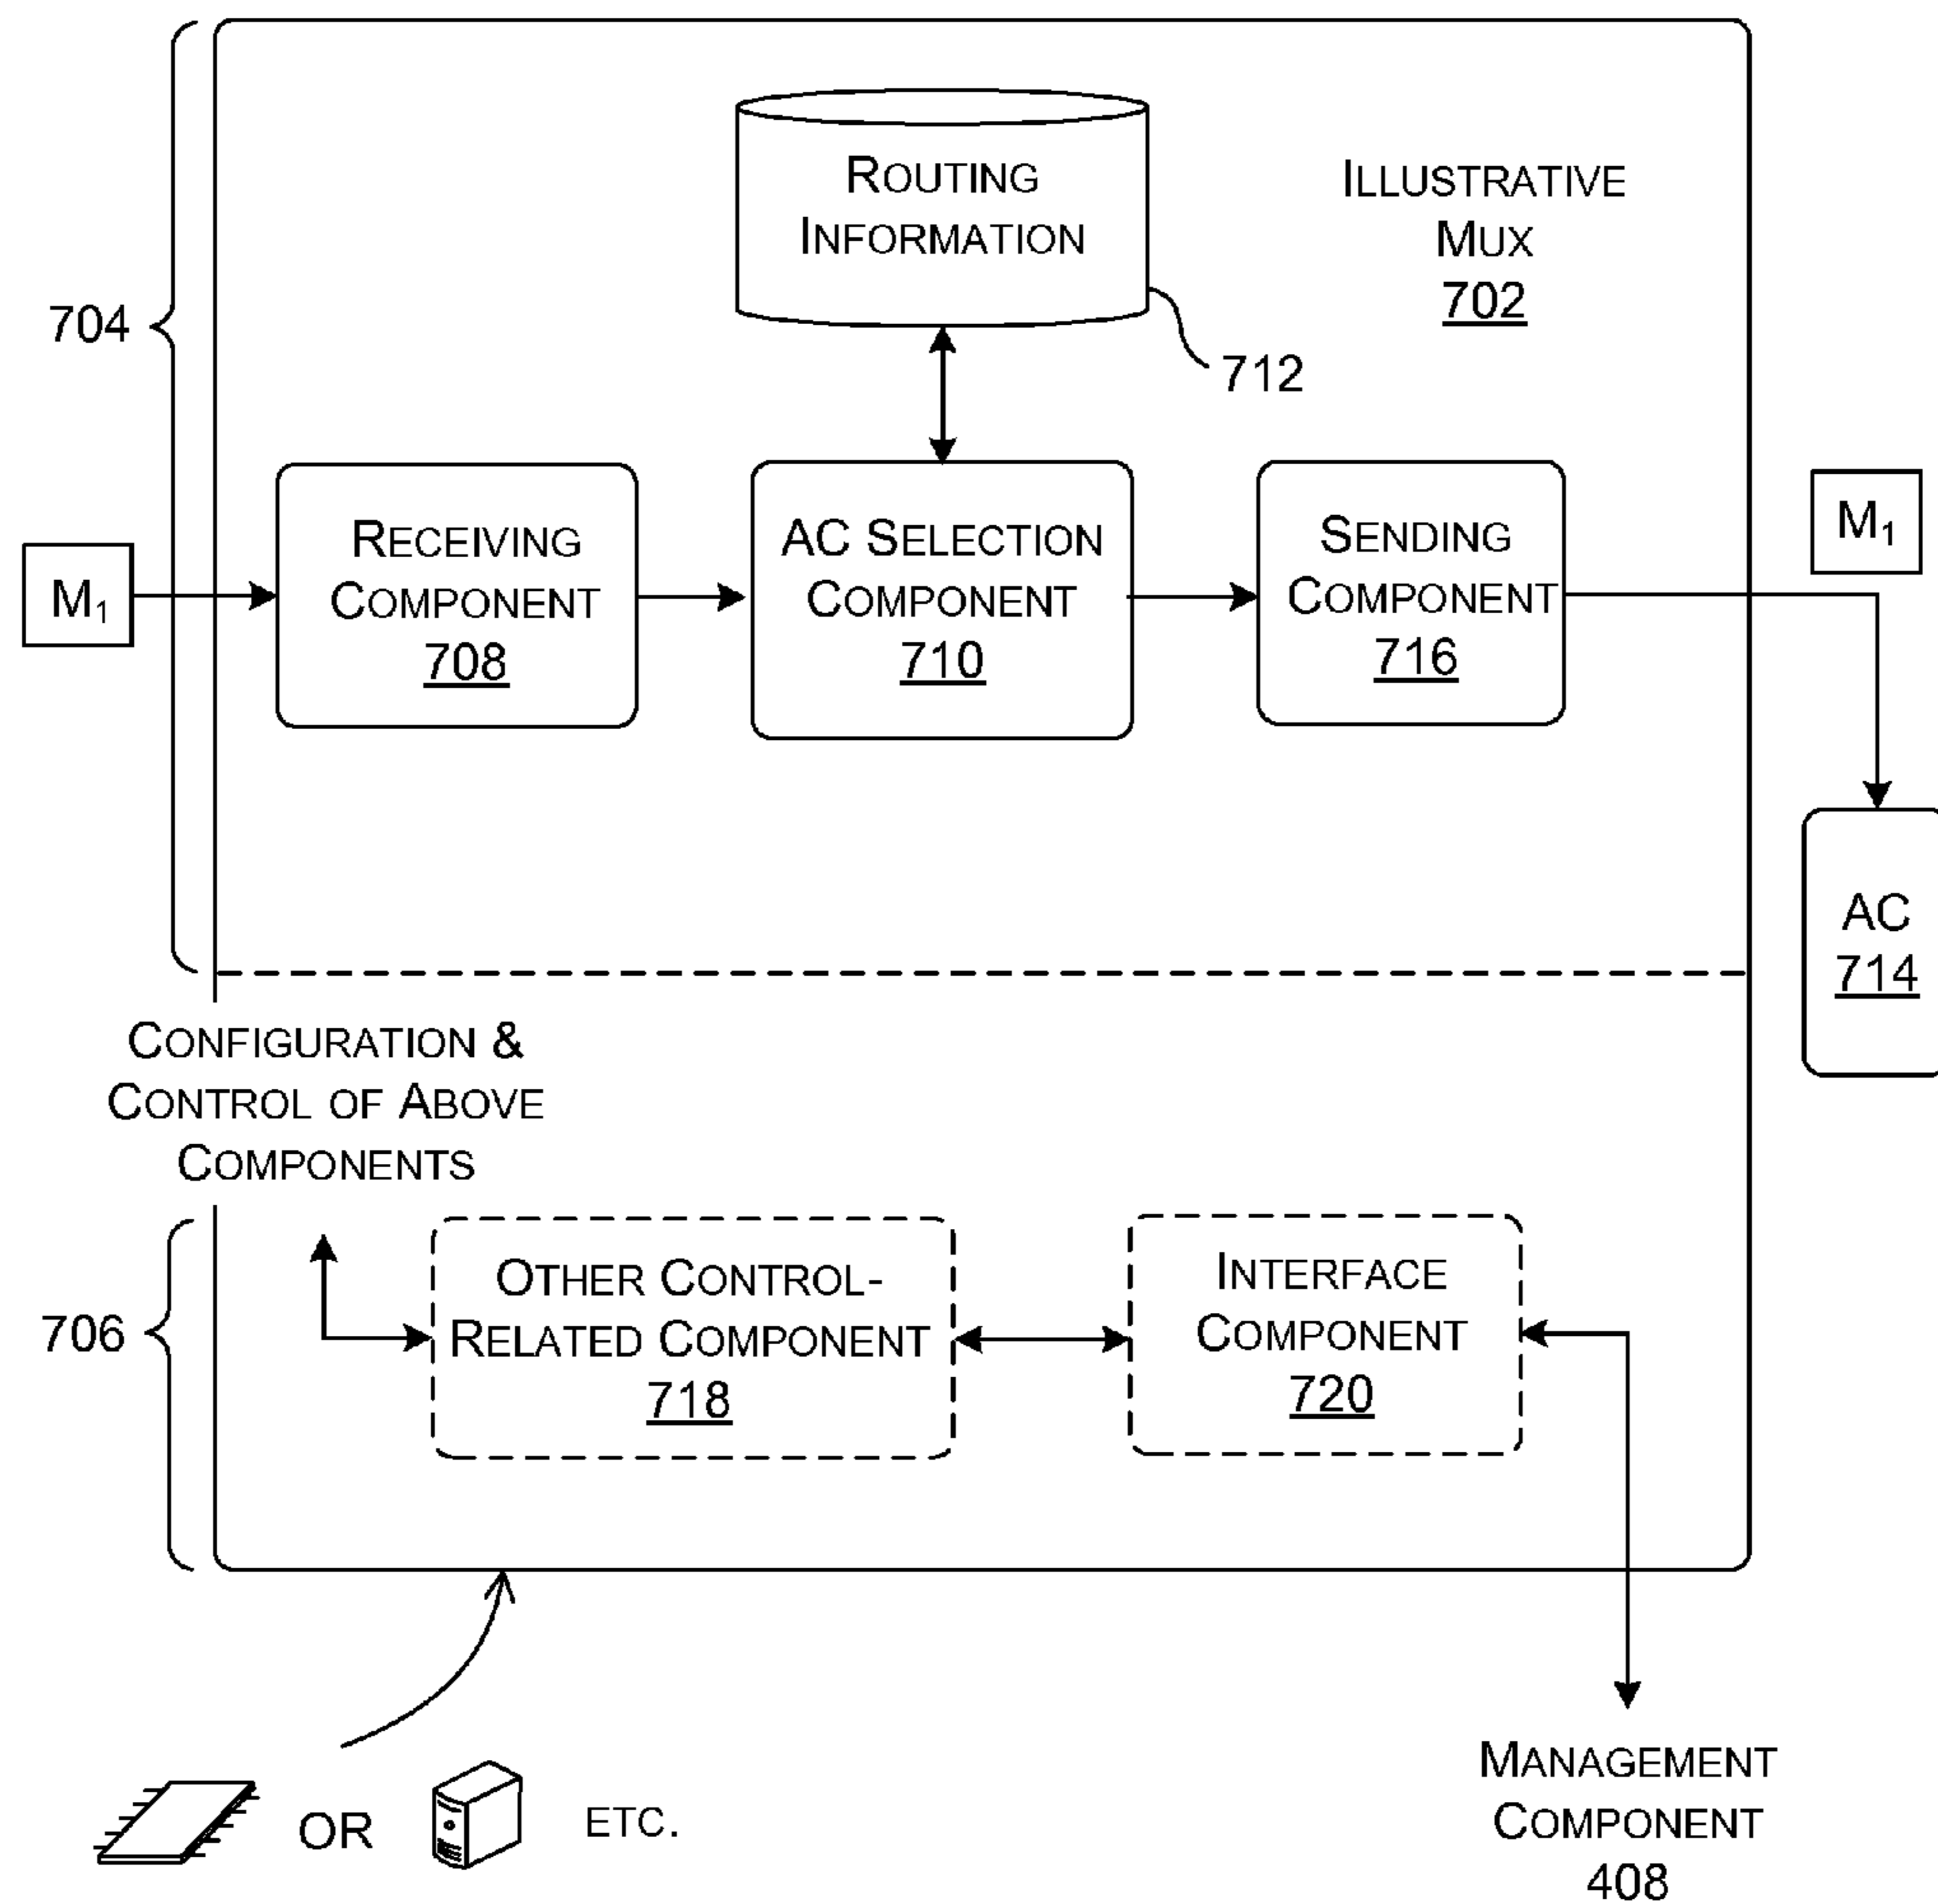 ROUTING
INFORMATION
712
ILLUSTRATIVE
MUX
702
704
M1
RECEIVING
COMPONENT
708
AC SELECTION
COMPONENT
710
SENDING
COMPONENT
716
M1
AC
714
CONFIGURATION &
CONTROL OF ABOVE
COMPONENTS
706
OTHER CONTROL-
RELATED COMPONENT
718
INTERFACE
COMPONENT
720
OR
ETC.
MANAGEMENT
COMPONENT
408